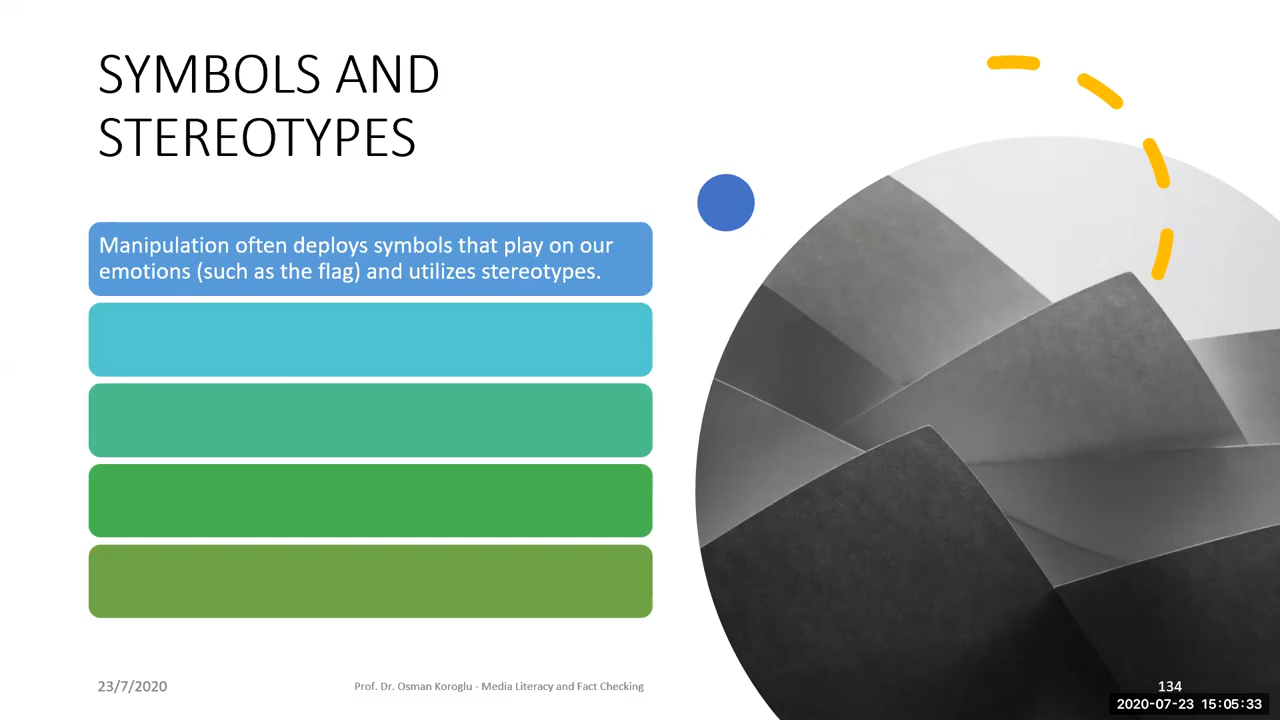 SYMBOLS AND
STEREOTYPES
Manipulation often deploys symbols that play on our
emotions (such as the flag) and utilizes stereotypes.
23/7/2020
Prof. Dr. Osman Koroglu - Media Literacy and Fact Checking
134
2020-07-23 15:05:33